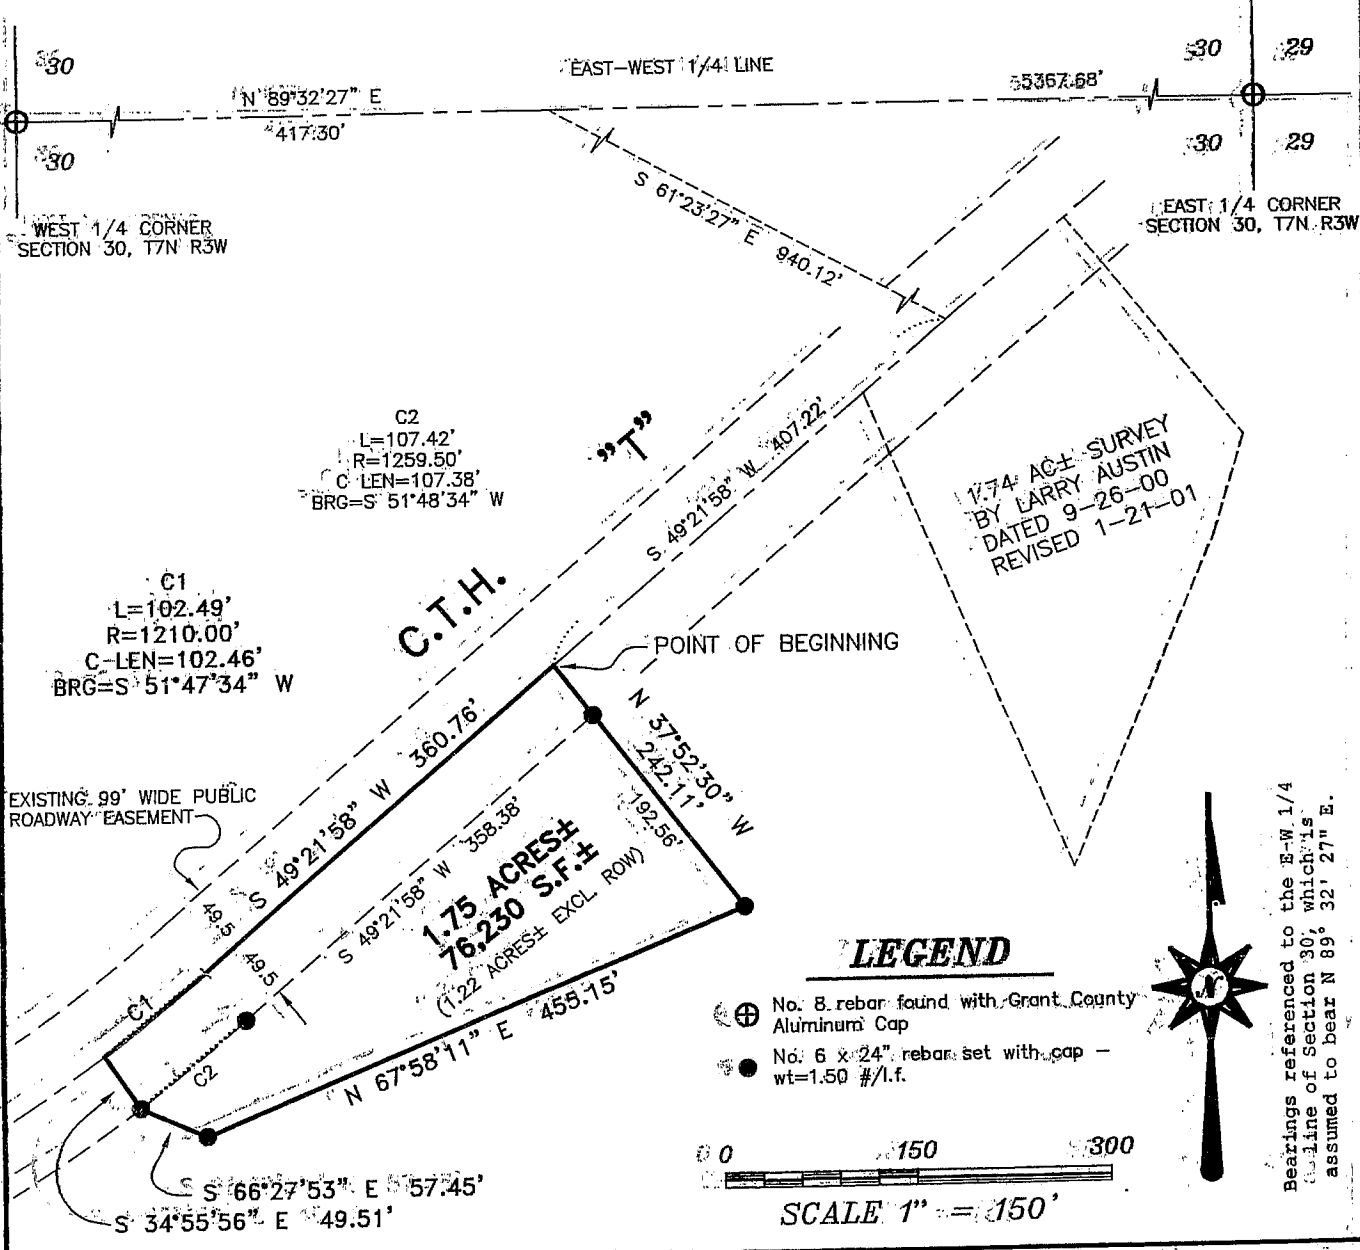 30
EAST-WEST 1/4 LINE
30
29
N 89°32'27" E
5367.68'
417.30'
30
30
29
WEST 1/4 CORNER
SECTION 30, T7N R3W
S 61°23'27" E 940.12'
EAST 1/4 CORNER
SECTION 30, T7N R3W
C2
L=107.42'
R=1259.50'
C LEN=107.38'
BRG=S 51°48'34" W
C.T.H. "T"
S 49°21'58" W 407.22'
1.74 AC± SURVEY
BY LARRY AUSTIN
DATED 9-26-00
REVISED 1-21-01
C1
L=102.49'
R=1210.00'
C-LEN=102.46'
BRG=S 51°47'34" W
POINT OF BEGINNING
S 49°21'58" W 360.76'
N 37°52'30" W
242.11'
192.56'
EXISTING 99' WIDE PUBLIC
ROADWAY EASEMENT
49.5
49.5
S 49°21'58" W 358.38'
1.75 ACRES±
76,230 S.F.±
(1.22 ACRES± EXCL. ROW)
C1
C2
N 67°58'11" E 455.15'
S 66°27'53" E 57.45'
S 34°55'56" E 49.51'
LEGEND
No. 8 rebar found with Grant County
Aluminum Cap
No. 6 x 24" rebar set with cap -
wt=1.50 #/l.f.
0 150 300
SCALE 1" = 150'
N
Bearings referenced to the E-W 1/4
line of Section 30, which is
assumed to bear N 89° 32' 27" E.